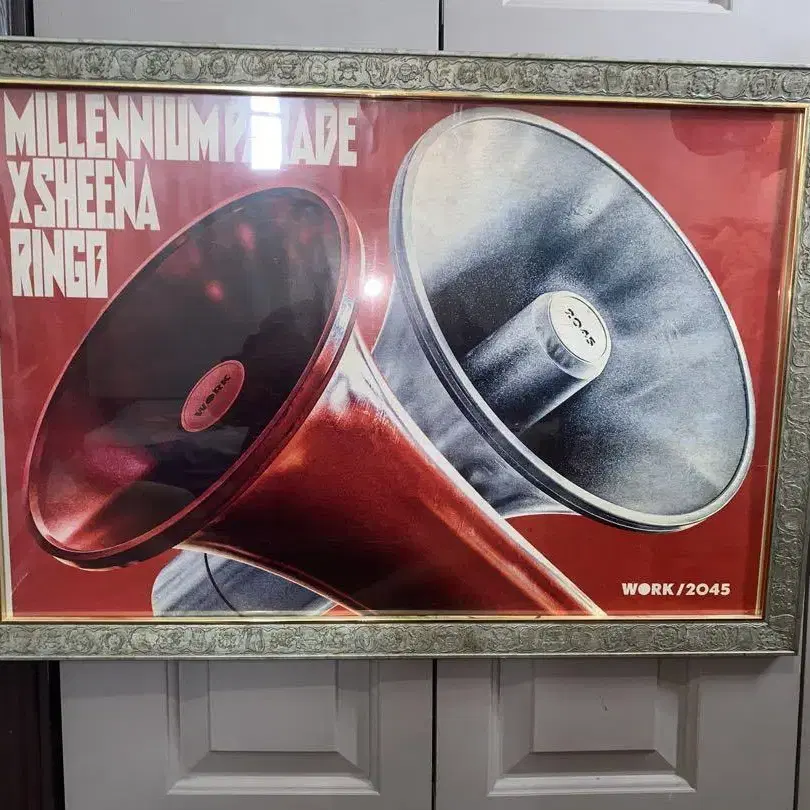 MILLENNIUM PARADE
X SHEENA
RINGO
WORK
2045
WORK/2045